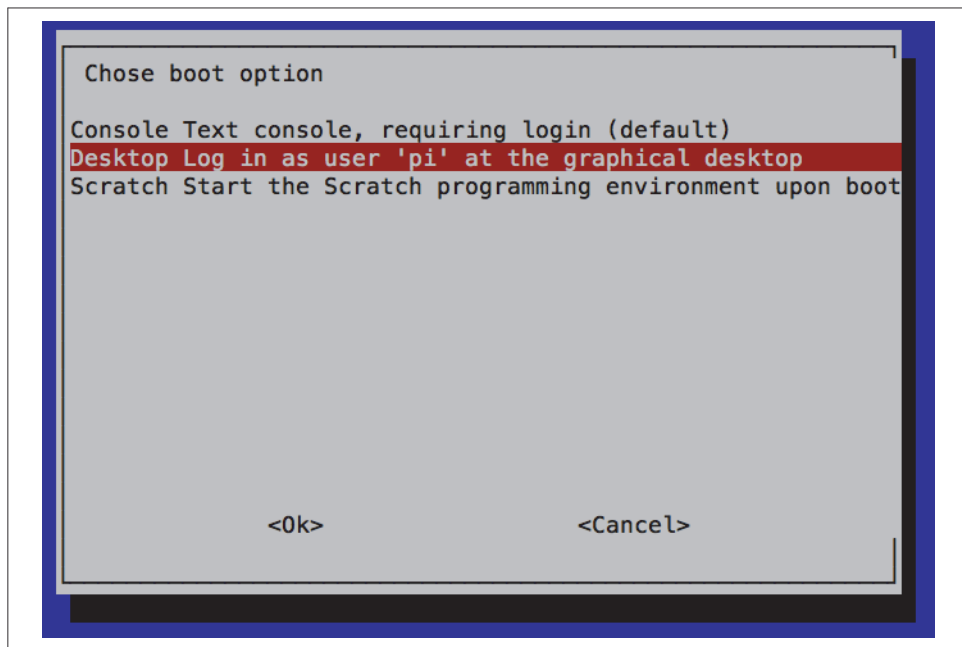 Chose boot option
Console Text console, requiring login (default)
Desktop Log in as user 'pi' at the graphical desktop
Scratch Start the Scratch programming environment upon boot
<Ok> <Cancel>